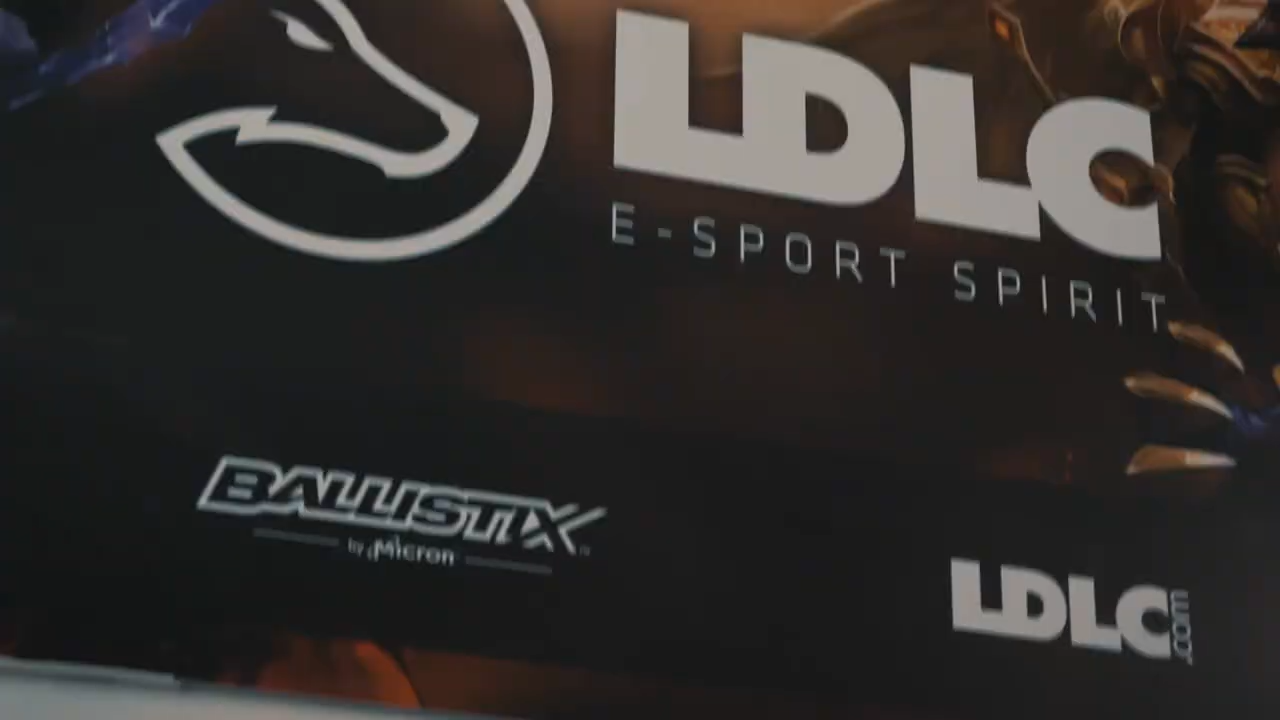 LDLC
E-SPORT SPIRIT
BALLISTIX
by Micron
LDLC.com